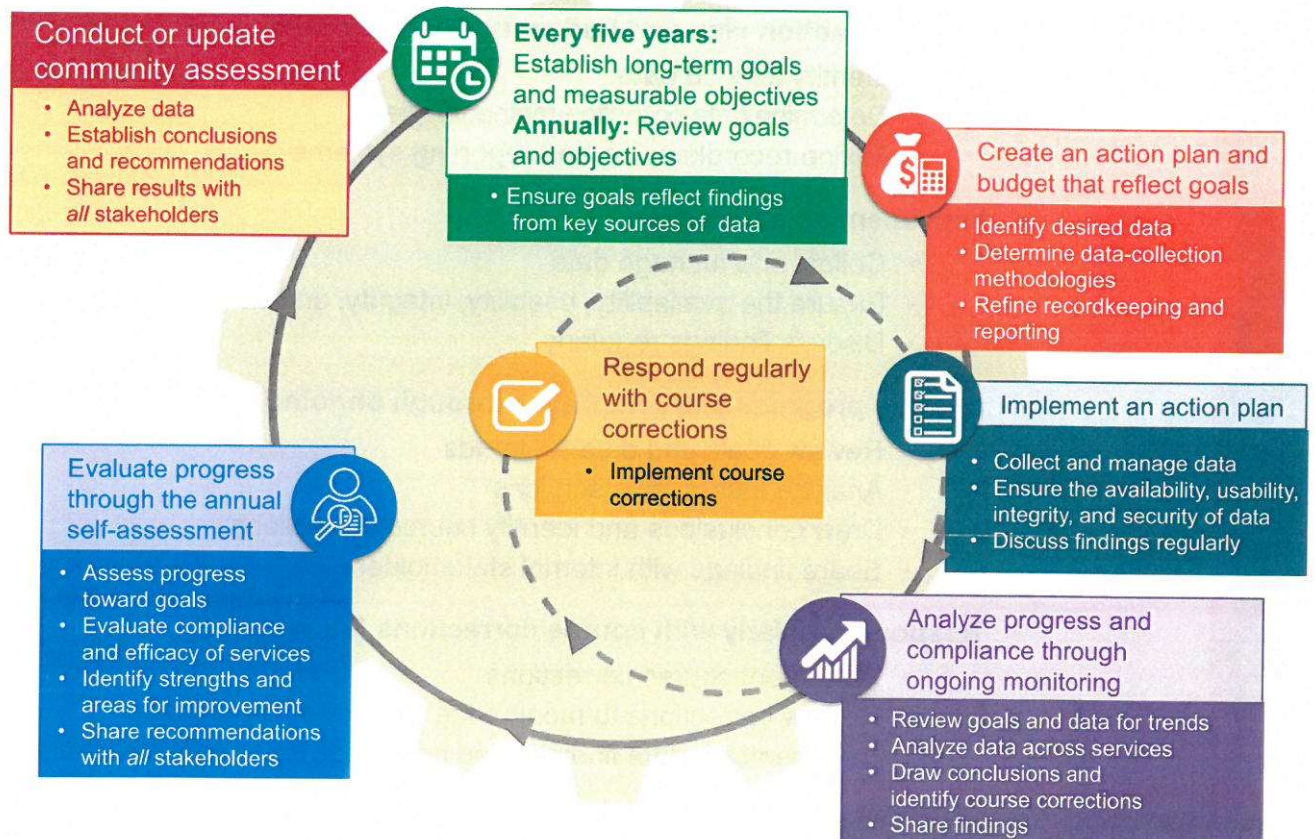 Conduct or update
community assessment
• Analyze data
• Establish conclusions
and recommendations
• Share results with
all stakeholders
Every five years:
Establish long-term goals
and measurable objectives
Annually: Review goals
and objectives
• Ensure goals reflect findings
from key sources of data
Create an action plan and
budget that reflect goals
• Identify desired data
• Determine data-collection
methodologies
• Refine recordkeeping and
reporting
Implement an action plan
• Collect and manage data
• Ensure the availability, usability,
integrity, and security of data
• Discuss findings regularly
Respond regularly
with course
corrections
• Implement course
corrections
Analyze progress and
compliance through
ongoing monitoring
• Review goals and data for trends
• Analyze data across services
• Draw conclusions and
identify course corrections
• Share findings
Evaluate progress
through the annual
self-assessment
• Assess progress
toward goals
• Evaluate compliance
and efficacy of services
• Identify strengths and
areas for improvement
• Share recommendations
with all stakeholders